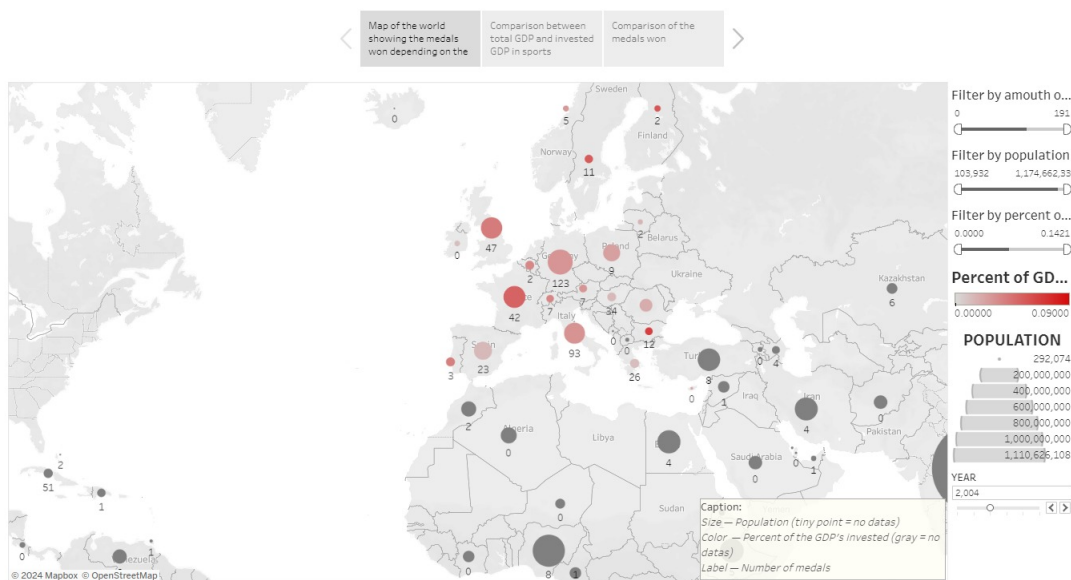 Map of the world
showing the medals
won depending on the
Comparison between
total GDP and invested
GDP in sports
Comparison of the
medals won
Filter by amouth o...
0 191
Filter by population
103,932 1,174,662,33
Filter by percent o...
0.0000 0.1421
Percent of GD...
0.00000 0.09000
POPULATION
292,074
200,000,000
400,000,000
600,000,000
800,000,000
1,000,000,000
1,110,626,108
YEAR
2,004
Sweden
0
5
2
Finland
Norway
11
2
Belarus
47
0
Poland
9
2
123
Ukraine
Kazakhstan
6
42
7
7
34
Italy
0
0
12
93
3
23
26
8
0
4
1
0
Iraq
Iran
4
0
Pakistan
2
Algeria
0
Libya
4
Saudi Arabia
0
0
1
2
51
1
0
Sudan
0
1
0
8
1
Caption:
Size — Population (tiny point = no datas)
Color — Percent of the GDP's invested (gray = no
datas)
Label — Number of medals
© 2024 Mapbox © OpenStreetMap